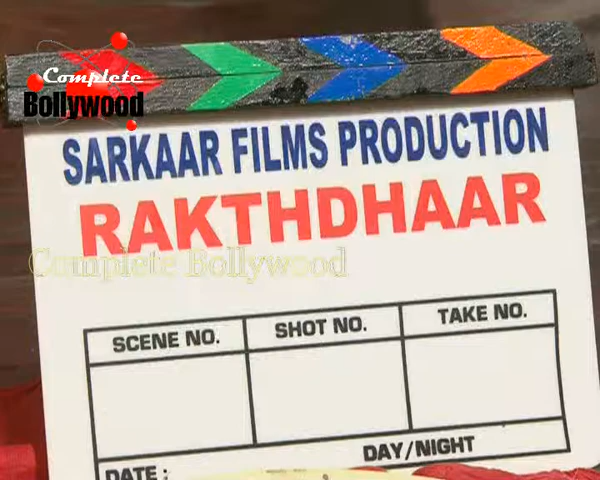 Complete
Bollywood
SARKAAR FILMS PRODUCTION
RAKTHDHAAR
Complete Bollywood
SCENE NO. SHOT NO. TAKE NO.
DAY/NIGHT
DATE :